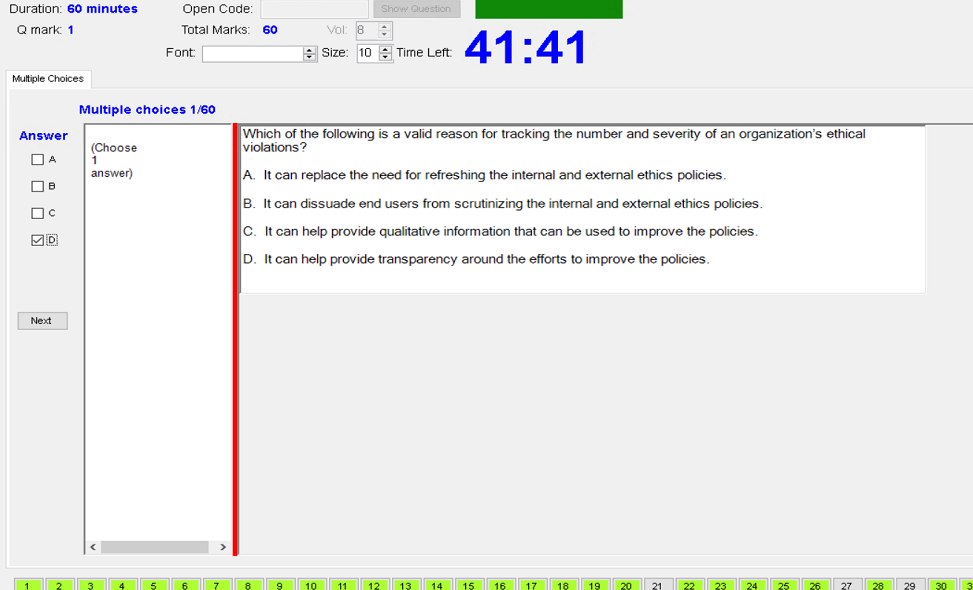 Duration: 60 minutes
Open Code:
Show Question
Q mark: 1
Total Marks: 60
Vol: 8
Font:
Size: 10
Time Left: 41:41
Multiple Choices
Multiple choices 1/60
Answer
A
B
C
D
Next
(Choose
1
answer)
Which of the following is a valid reason for tracking the number and severity of an organization's ethical
violations?
A. It can replace the need for refreshing the internal and external ethics policies.
B. It can dissuade end users from scrutinizing the internal and external ethics policies.
C. It can help provide qualitative information that can be used to improve the policies.
D. It can help provide transparency around the efforts to improve the policies.
1 2 3 4 5 6 7 8 9 10 11 12 13 14 15 16 17 18 19 20 21 22 23 24 25 26 27 28 29 30